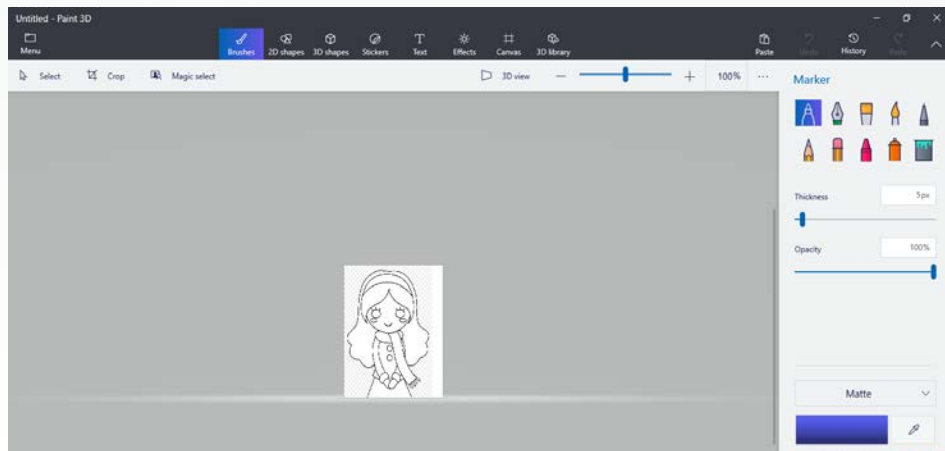 Untitled - Paint 3D
Menu
Brushes
2D shapes
3D shapes
Stickers
Text
Effects
Canvas
3D library
Paste
Undo
History
Redo
Select
Crop
Magic select
3D view
100%
Marker
Thickness
5px
Opacity
100%
Matte